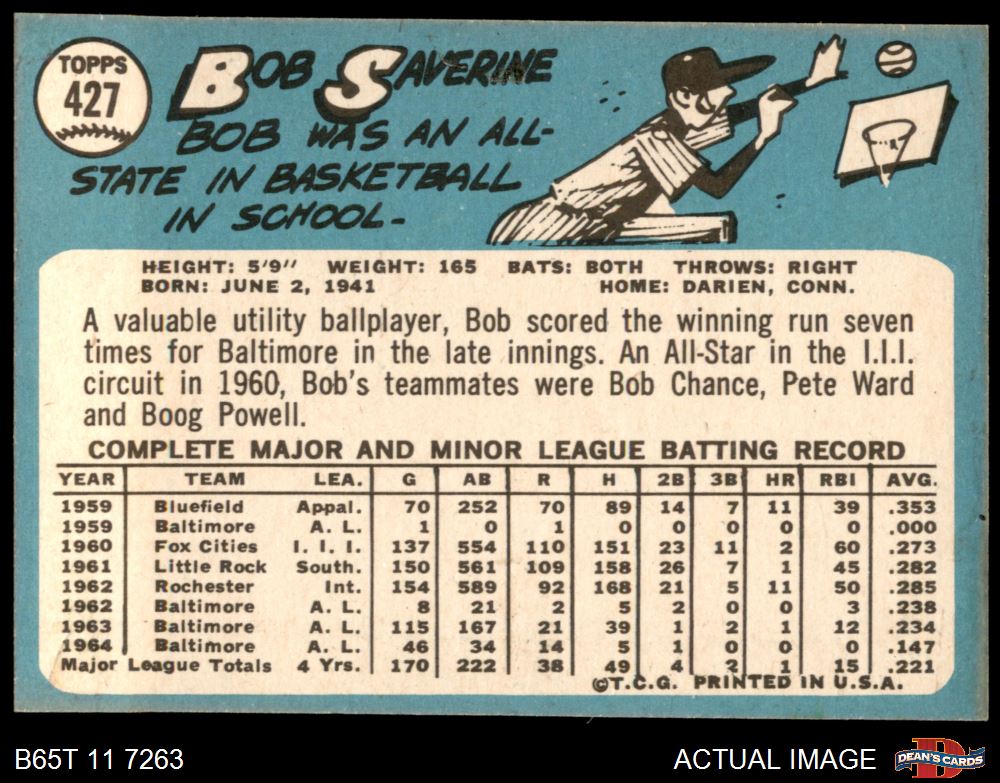 TOPPS
427
BOB SAVERINE
BOB WAS AN ALL-
STATE IN BASKETBALL
IN SCHOOL-
HEIGHT: 5'9" WEIGHT: 165 BATS: BOTH THROWS: RIGHT
BORN: JUNE 2, 1941 HOME: DARIEN, CONN.
A valuable utility ballplayer, Bob scored the winning run seven
times for Baltimore in the late innings. An All-Star in the I.I.I.
circuit in 1960, Bob's teammates were Bob Chance, Pete Ward
and Boog Powell.
COMPLETE MAJOR AND MINOR LEAGUE BATTING RECORD
YEAR TEAM LEA. G AB R H 2B 3B HR RBI AVG.
1959 Bluefield Appal. 70 252 70 89 14 7 11 39 .353
1959 Baltimore A. L. 1 0 1 0 0 0 0 0 .000
1960 Fox Cities I. I. I. 137 554 110 151 23 11 2 60 .273
1961 Little Rock South. 150 561 109 158 26 7 1 45 .282
1962 Rochester Int. 154 589 92 168 21 5 11 50 .285
1962 Baltimore A. L. 8 21 2 5 2 0 0 3 .238
1963 Baltimore A. L. 115 167 21 39 1 2 1 12 .234
1964 Baltimore A. L. 46 34 14 5 1 0 0 0 .147
Major League Totals 4 Yrs. 170 222 38 49 4 2 1 15 .221
©T.C.G. PRINTED IN U.S.A.
B65T 11 7263
ACTUAL IMAGE
DEAN'S CARDS